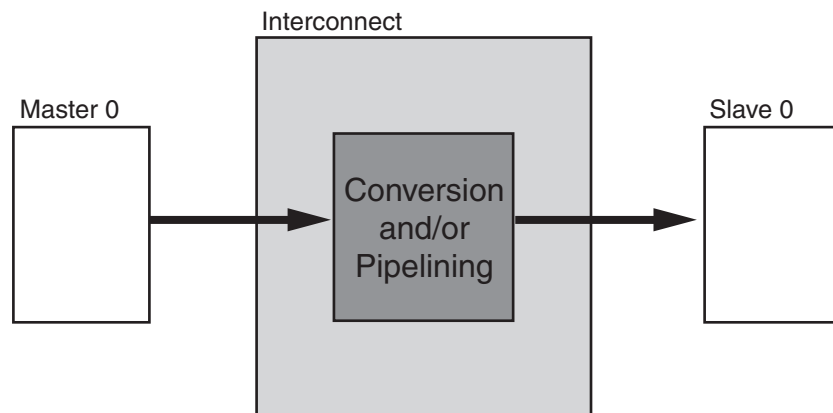 Interconnect
Master 0
Slave 0
Conversion
and/or
Pipelining